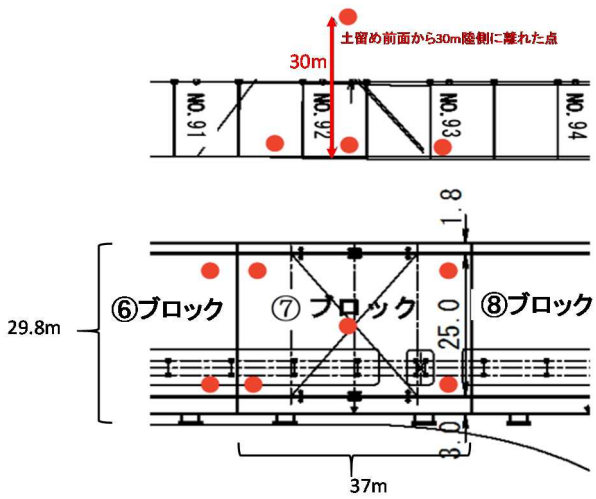 土留め前面から30m陸側に離れた点
30m
NO.91
NO.92
NO.93
NO.94
1.8
⑥ブロック
⑦ブロック
⑧ブロック
25.0
29.8m
3.0
37m